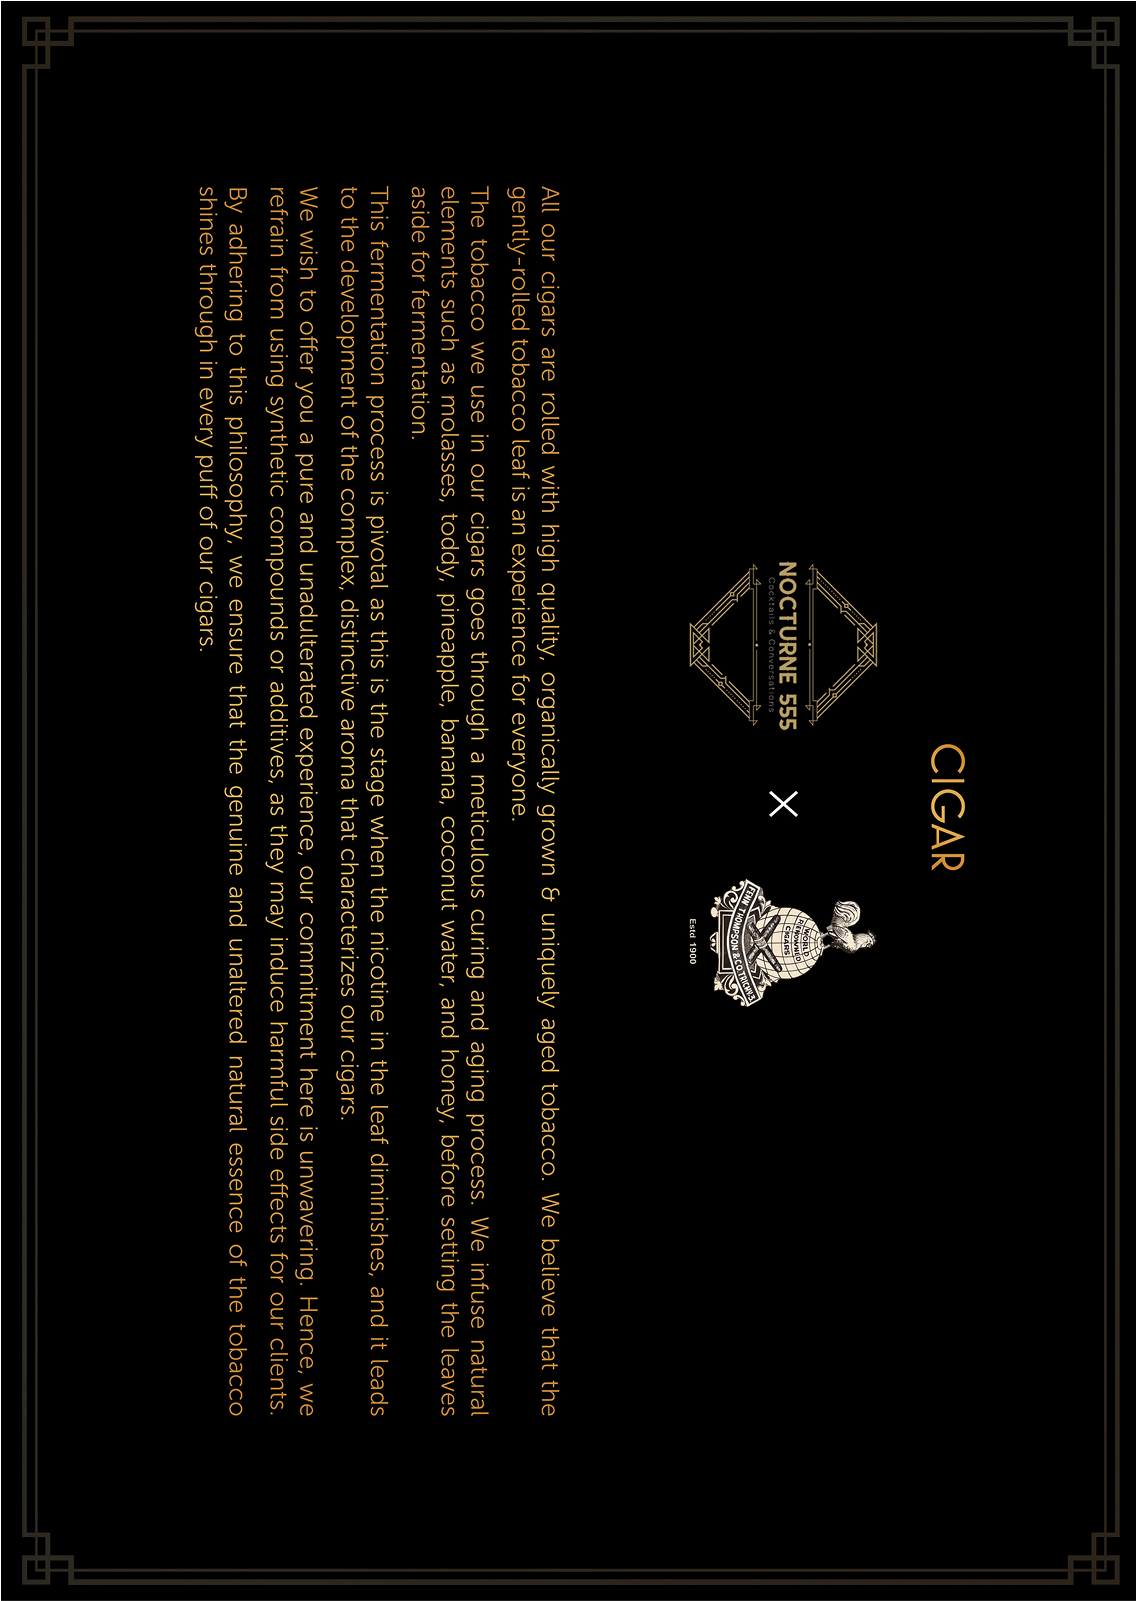 CIGAR
NOCTURNE 555
Cocktails & Conversations
WORLD
RENOWNED
CIGARS
FENN THOMPSON & CO. TRICHY-3.
Estd 1900
All our cigars are rolled with high quality, organically grown & uniquely aged tobacco. We believe that the
gently-rolled tobacco leaf is an experience for everyone.
The tobacco we use in our cigars goes through a meticulous curing and aging process. We infuse natural
elements such as molasses, toddy, pineapple, banana, coconut water, and honey, before setting the leaves
aside for fermentation.
This fermentation process is pivotal as this is the stage when the nicotine in the leaf diminishes, and it leads
to the development of the complex, distinctive aroma that characterizes our cigars.
We wish to offer you a pure and unadulterated experience, our commitment here is unwavering. Hence, we
refrain from using synthetic compounds or additives, as they may induce harmful side effects for our clients.
By adhering to this philosophy, we ensure that the genuine and unaltered natural essence of the tobacco
shines through in every puff of our cigars.